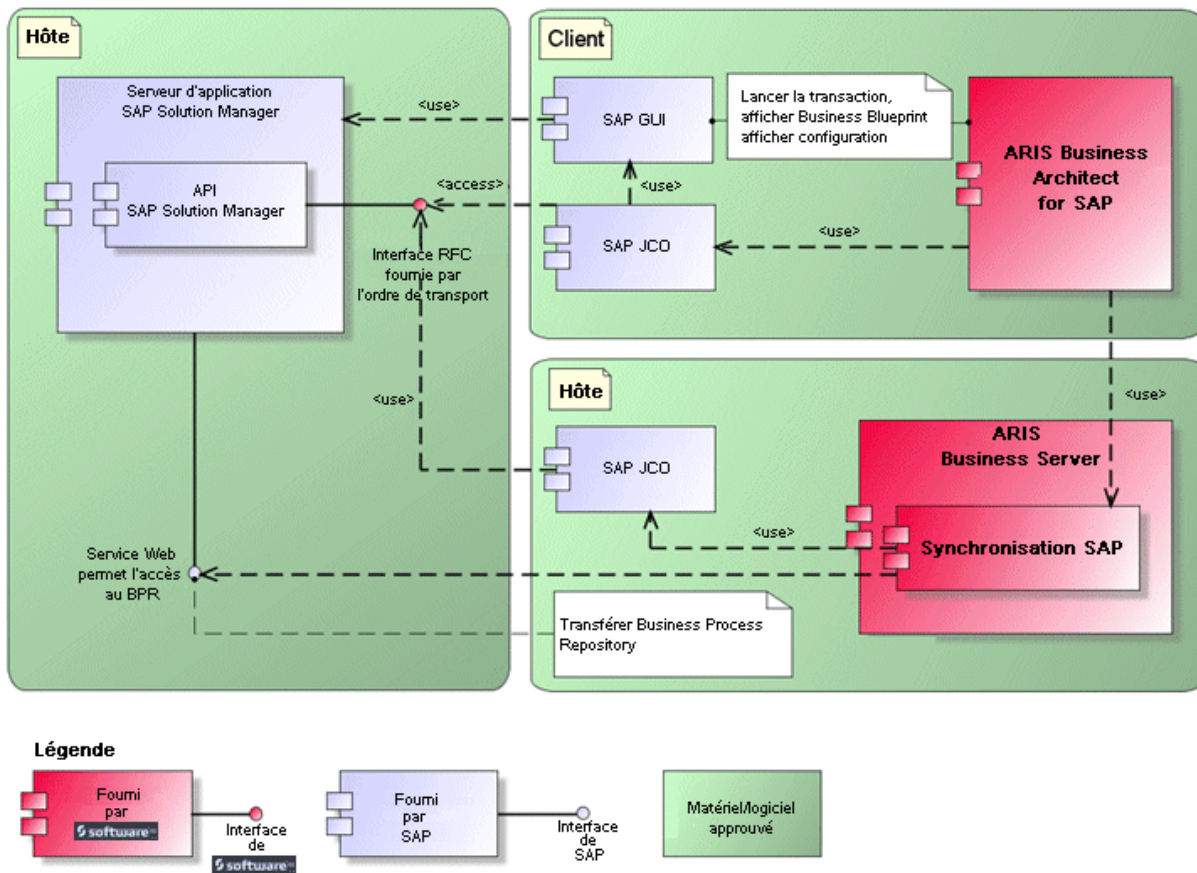 Hôte
Serveur d'application
SAP Solution Manager
API
SAP Solution Manager
<use>
<access>
Interface RFC
fournie par
l'ordre de transport
<use>
Service Web
permet l'accès
au BPR
Client
SAP GUI
Lancer la transaction,
afficher Business Blueprint
afficher configuration
ARIS Business
Architect
for SAP
<use>
SAP JCO
<use>
<use>
Hôte
SAP JCO
ARIS
Business Server
<use>
Synchronisation SAP
Transférer Business Process
Repository
Légende
Fourni
par
software
Interface
de
software
Fourni
par
SAP
Interface
de
SAP
Matériel/logiciel
approuvé